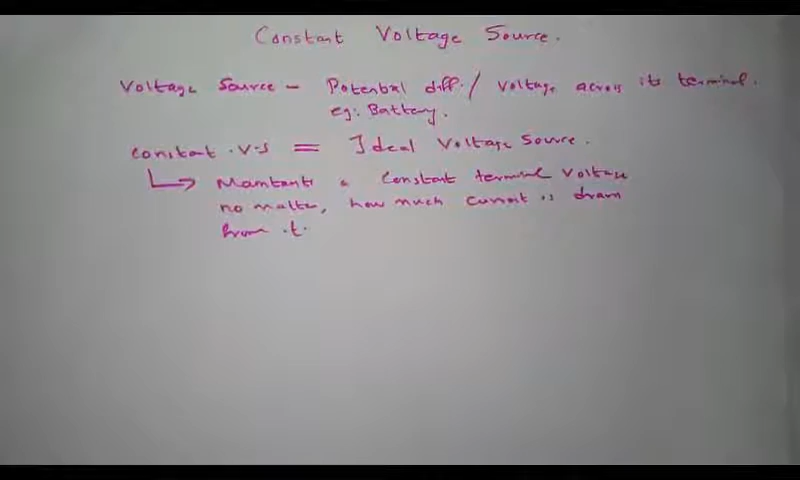 Constant Voltage Source.
Voltage Source - Potential diff./ Voltage across its terminal.
eg: Battery.
constant .V.S = Ideal Voltage Source.
↳ Maintants a Constant terminal Voltage
no matter, how much current is drawn
from it.